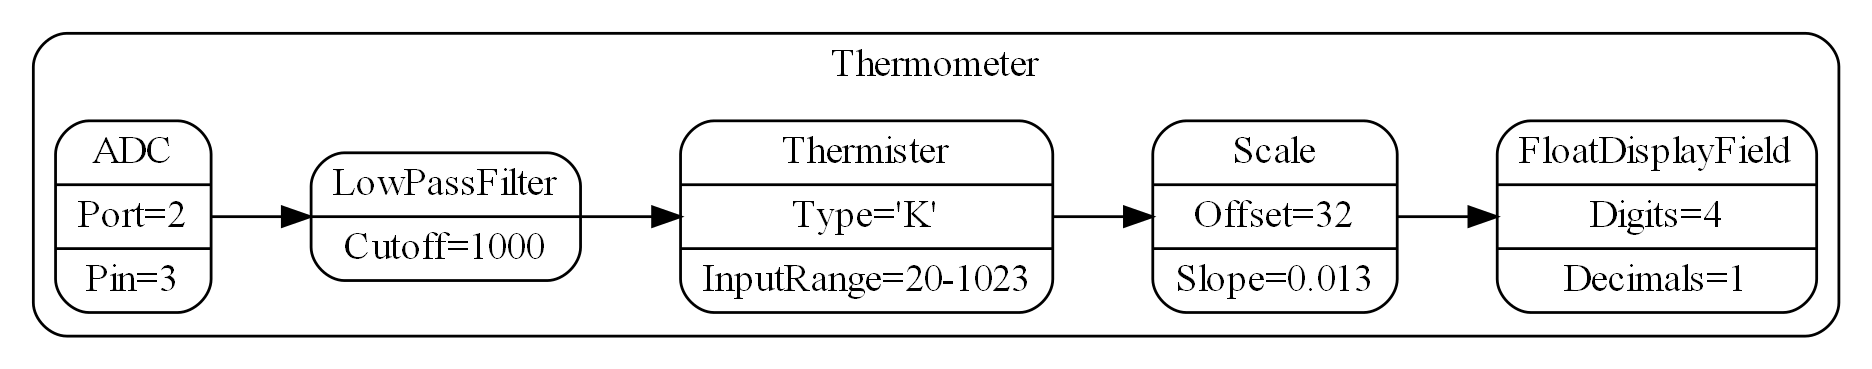 Thermometer
ADC
Port=2
Pin=3
LowPassFilter
Cutoff=1000
Thermister
Type='K'
InputRange=20-1023
Scale
Offset=32
Slope=0.013
FloatDisplayField
Digits=4
Decimals=1